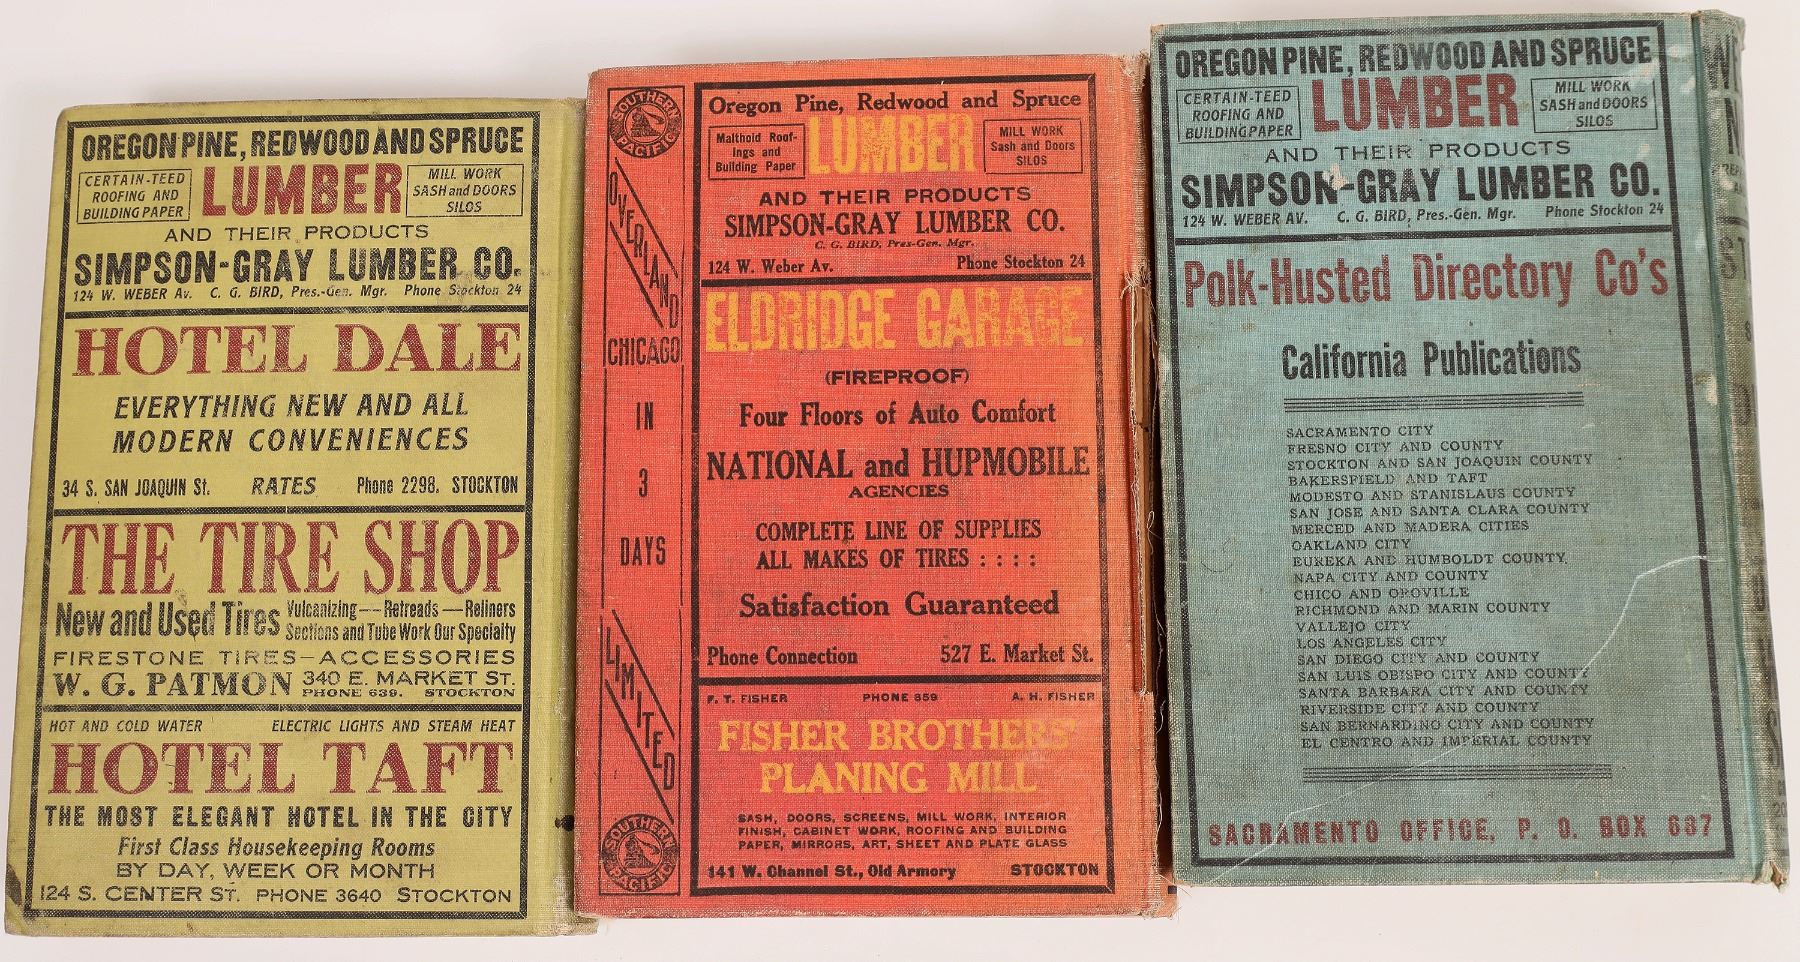 OREGON PINE, REDWOOD AND SPRUCE
CERTAIN-TEED
ROOFING AND
BUILDING PAPER
LUMBER
MILL WORK
SASH and DOORS
SILOS
AND THEIR PRODUCTS
SIMPSON-GRAY LUMBER CO.
124 W. WEBER Av. C. G. BIRD, Pres.-Gen. Mgr. Phone Stockton 24
HOTEL DALE
EVERYTHING NEW AND ALL
MODERN CONVENIENCES
34 S. SAN JOAQUIN St. RATES Phone 2298. STOCKTON
THE TIRE SHOP
New and Used Tires
Vulcanizing--Retreads--Reliners
Sections and Tube Work Our Specialty
FIRESTONE TIRES-ACCESSORIES
W. G. PATMON
340 E. MARKET ST.
PHONE 639. STOCKTON
HOT AND COLD WATER ELECTRIC LIGHTS AND STEAM HEAT
HOTEL TAFT
THE MOST ELEGANT HOTEL IN THE CITY
First Class Housekeeping Rooms
BY DAY, WEEK OR MONTH
124 S. CENTER ST. PHONE 3640 STOCKTON
SOUTHERN
PACIFIC
OVERLAND
CHICAGO
IN
3
DAYS
LIMITED
SOUTHERN
PACIFIC
Oregon Pine, Redwood and Spruce
Malthoid Roof-
ings and
Building Paper
LUMBER
MILL WORK
Sash and Doors
SILOS
AND THEIR PRODUCTS
SIMPSON-GRAY LUMBER CO.
C. G. BIRD, Pres-Gen. Mgr.
124 W. Weber Av. Phone Stockton 24
ELDRIDGE GARAGE
(FIREPROOF)
Four Floors of Auto Comfort
NATIONAL and HUPMOBILE
AGENCIES
COMPLETE LINE OF SUPPLIES
ALL MAKES OF TIRES : : : :
Satisfaction Guaranteed
Phone Connection 527 E. Market St.
F. T. FISHER PHONE 859 A. H. FISHER
FISHER BROTHERS'
PLANING MILL
SASH, DOORS, SCREENS, MILL WORK, INTERIOR
FINISH, CABINET WORK, ROOFING AND BUILDING
PAPER, MIRRORS, ART, SHEET AND PLATE GLASS
141 W. Channel St., Old Armory STOCKTON
OREGON PINE, REDWOOD AND SPRUCE
CERTAIN-TEED
ROOFING AND
BUILDING PAPER
LUMBER
MILL WORK
SASH and DOORS
SILOS
AND THEIR PRODUCTS
SIMPSON-GRAY LUMBER CO.
124 W. WEBER AV. C. G. BIRD, Pres.-Gen. Mgr. Phone Stockton 24
Polk-Husted Directory Co's
California Publications
SACRAMENTO CITY
FRESNO CITY AND COUNTY
STOCKTON AND SAN JOAQUIN COUNTY
BAKERSFIELD AND TAFT
MODESTO AND STANISLAUS COUNTY
SAN JOSE AND SANTA CLARA COUNTY
MERCED AND MADERA CITIES
OAKLAND CITY
EUREKA AND HUMBOLDT COUNTY,
NAPA CITY AND COUNTY
CHICO AND OROVILLE
RICHMOND AND MARIN COUNTY
VALLEJO CITY
LOS ANGELES CITY
SAN DIEGO CITY AND COUNTY
SAN LUIS OBISPO CITY AND COUNTY
SANTA BARBARA CITY AND COUNTY
RIVERSIDE CITY AND COUNTY
SAN BERNARDINO CITY AND COUNTY
EL CENTRO AND IMPERIAL COUNTY
SACRAMENTO OFFICE, P. O. BOX 687